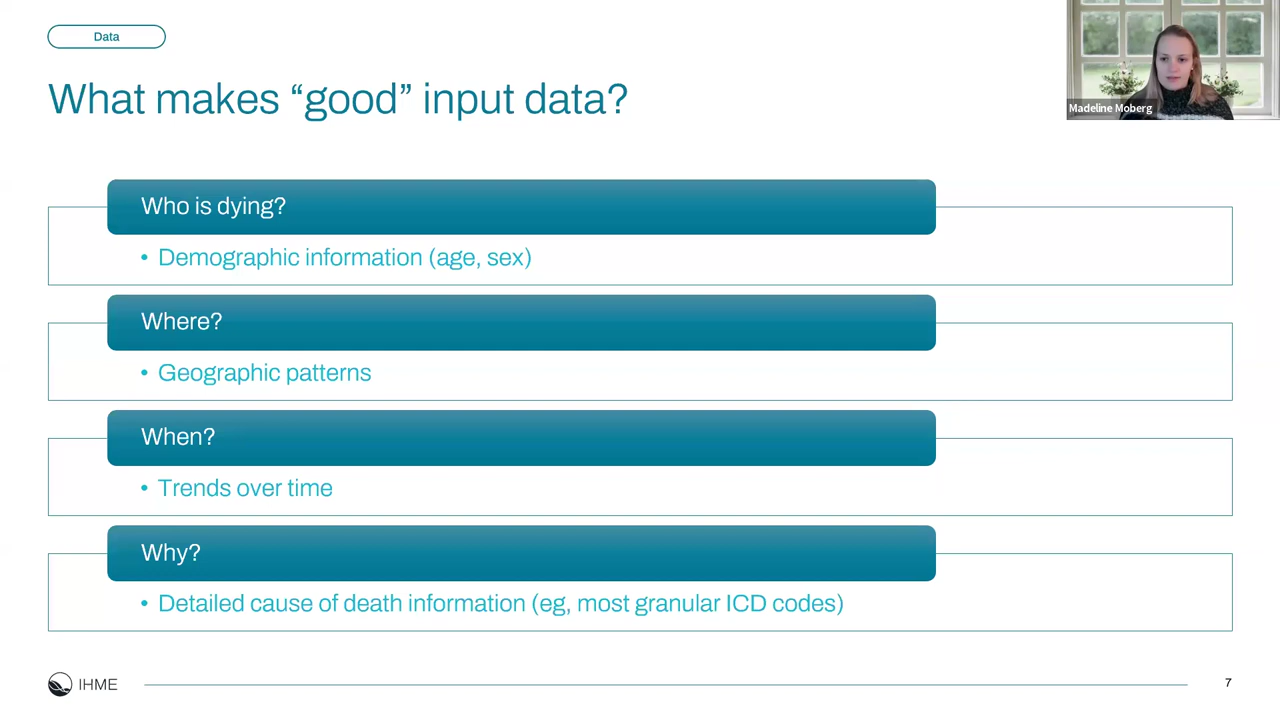 Data
What makes “good” input data?
Madeline Moberg
Who is dying?
• Demographic information (age, sex)
Where?
• Geographic patterns
When?
• Trends over time
Why?
• Detailed cause of death information (eg, most granular ICD codes)
IHME
7